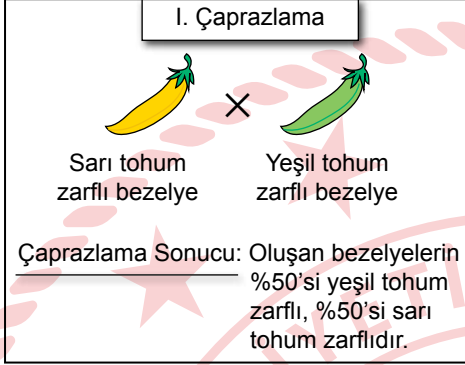 I. Çaprazlama
Sarı tohum zarflı bezelye
Yeşil tohum zarflı bezelye
Çaprazlama Sonucu: Oluşan bezelyelerin
%50’si yeşil tohum
zarflı, %50’si sarı
tohum zarflıdır.